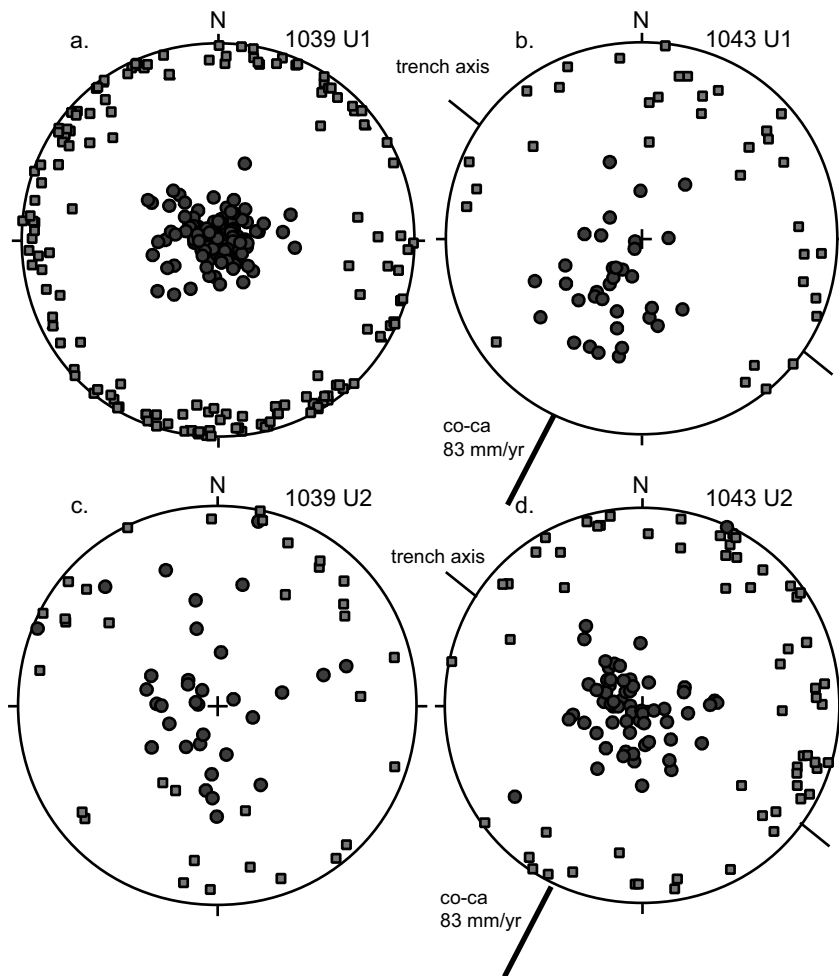 a.
N
1039 U1
b.
N
1043 U1
trench axis
co-ca
83 mm/yr
c.
N
1039 U2
d.
N
1043 U2
trench axis
co-ca
83 mm/yr